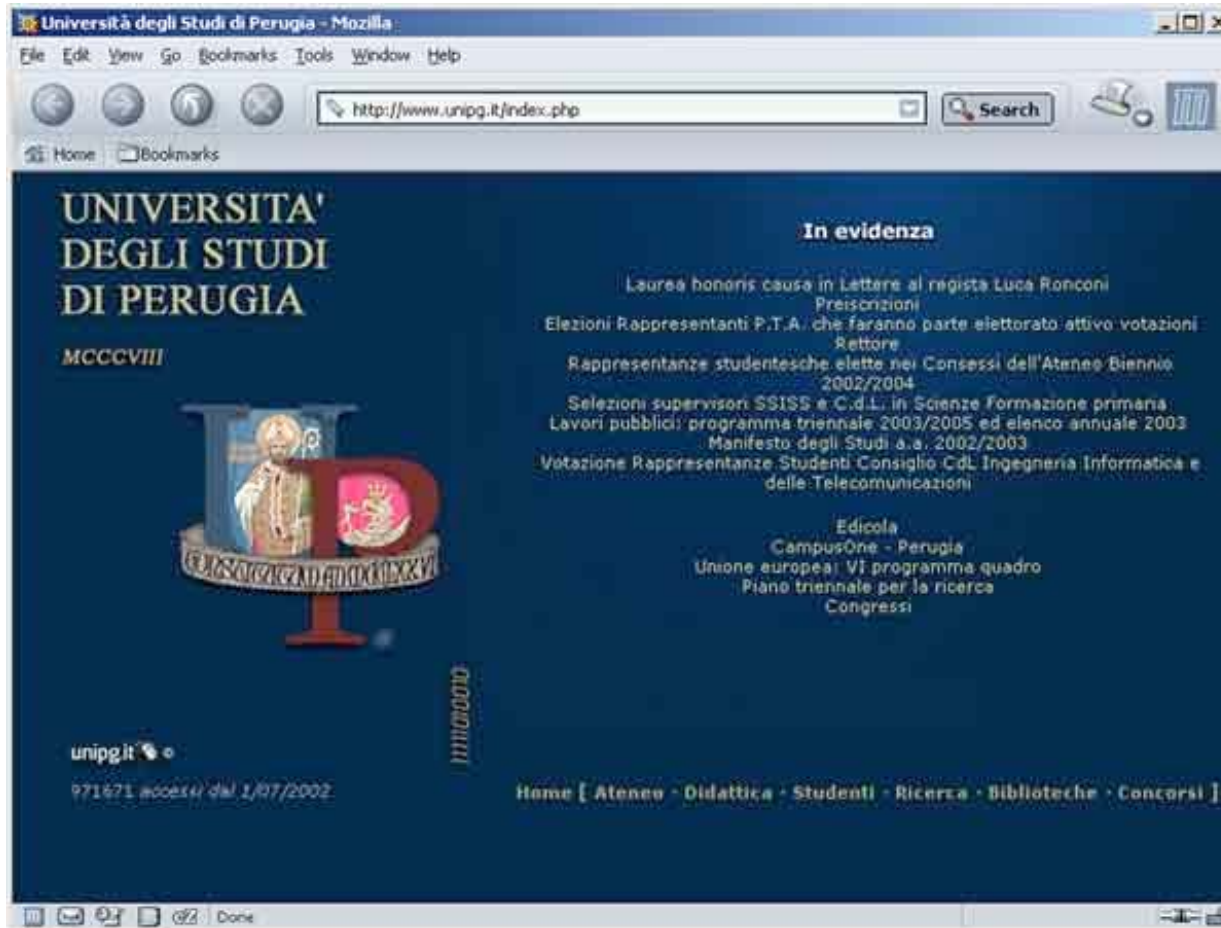 Università degli Studi di Perugia - Mozilla
File Edit View Go Bookmarks Tools Window Help
http://www.unipg.it/index.php
Search
Home Bookmarks
UNIVERSITA'
DEGLI STUDI
DI PERUGIA
MCCCVIII
unipg.it
971671 accessi dal 1/07/2002
In evidenza
Laurea honoris causa in Lettere al regista Luca Ronconi
Preiscrizioni
Elezioni Rappresentanti P.T.A. che faranno parte elettorato attivo votazioni
Rettore
Rappresentanze studentesche elette nei Consessi dell'Ateneo Biennio
2002/2004
Selezioni supervisori SSISS e C.d.L. in Scienze Formazione primaria
Lavori pubblici: programma triennale 2003/2005 ed elenco annuale 2003
Manifesto degli Studi a.a. 2002/2003
Votazione Rappresentanze Studenti Consiglio CdL Ingegneria Informatica e
delle Telecomunicazioni
Edicola
CampusOne - Perugia
Unione europea: VI programma quadro
Piano triennale per la ricerca
Congressi
Home [ Ateneo · Didattica · Studenti · Ricerca · Biblioteche · Concorsi ]
Done